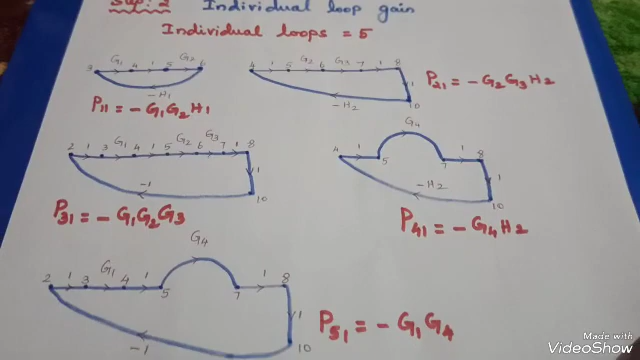 Step: 2 Individual loop gain
Individual loops = 5
3 G1 4 1 5 G2 6
-H1
P11 = - G1G2H1
4 1 5 G2 6 G3 7 1 8
1
10
-H2
P21 = - G2G3H2
2 1 3 G1 4 1 5 G2 6 G3 7 1 8
1
10
-1
P31 = - G1G2G3
G4
4 1 5 7 1 8
1
10
-H2
P41 = - G4H2
2 1 3 G1 4 1 5 G4 7 1 8
1
10
-1
P51 = - G1G4
Made with
VideoShow